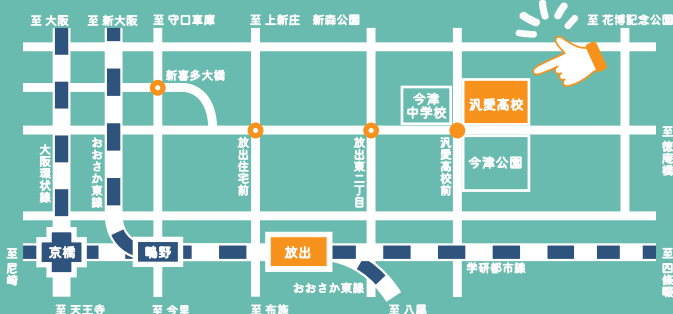 至 大阪
至 新大阪
至 守口車庫
至 上新庄
新森公園
至 花博記念公園
新喜多大橋
今津
中学校
汎愛高校
大阪環状線
おおさか東線
放出住宅前
放出東二丁目
汎愛高校前
今津公園
至 徳庵橋
京橋
鴫野
放出
至 尼崎
学研都市線
おおさか東線
至 四條畷
至 天王寺
至 今里
至 布施
至 八尾